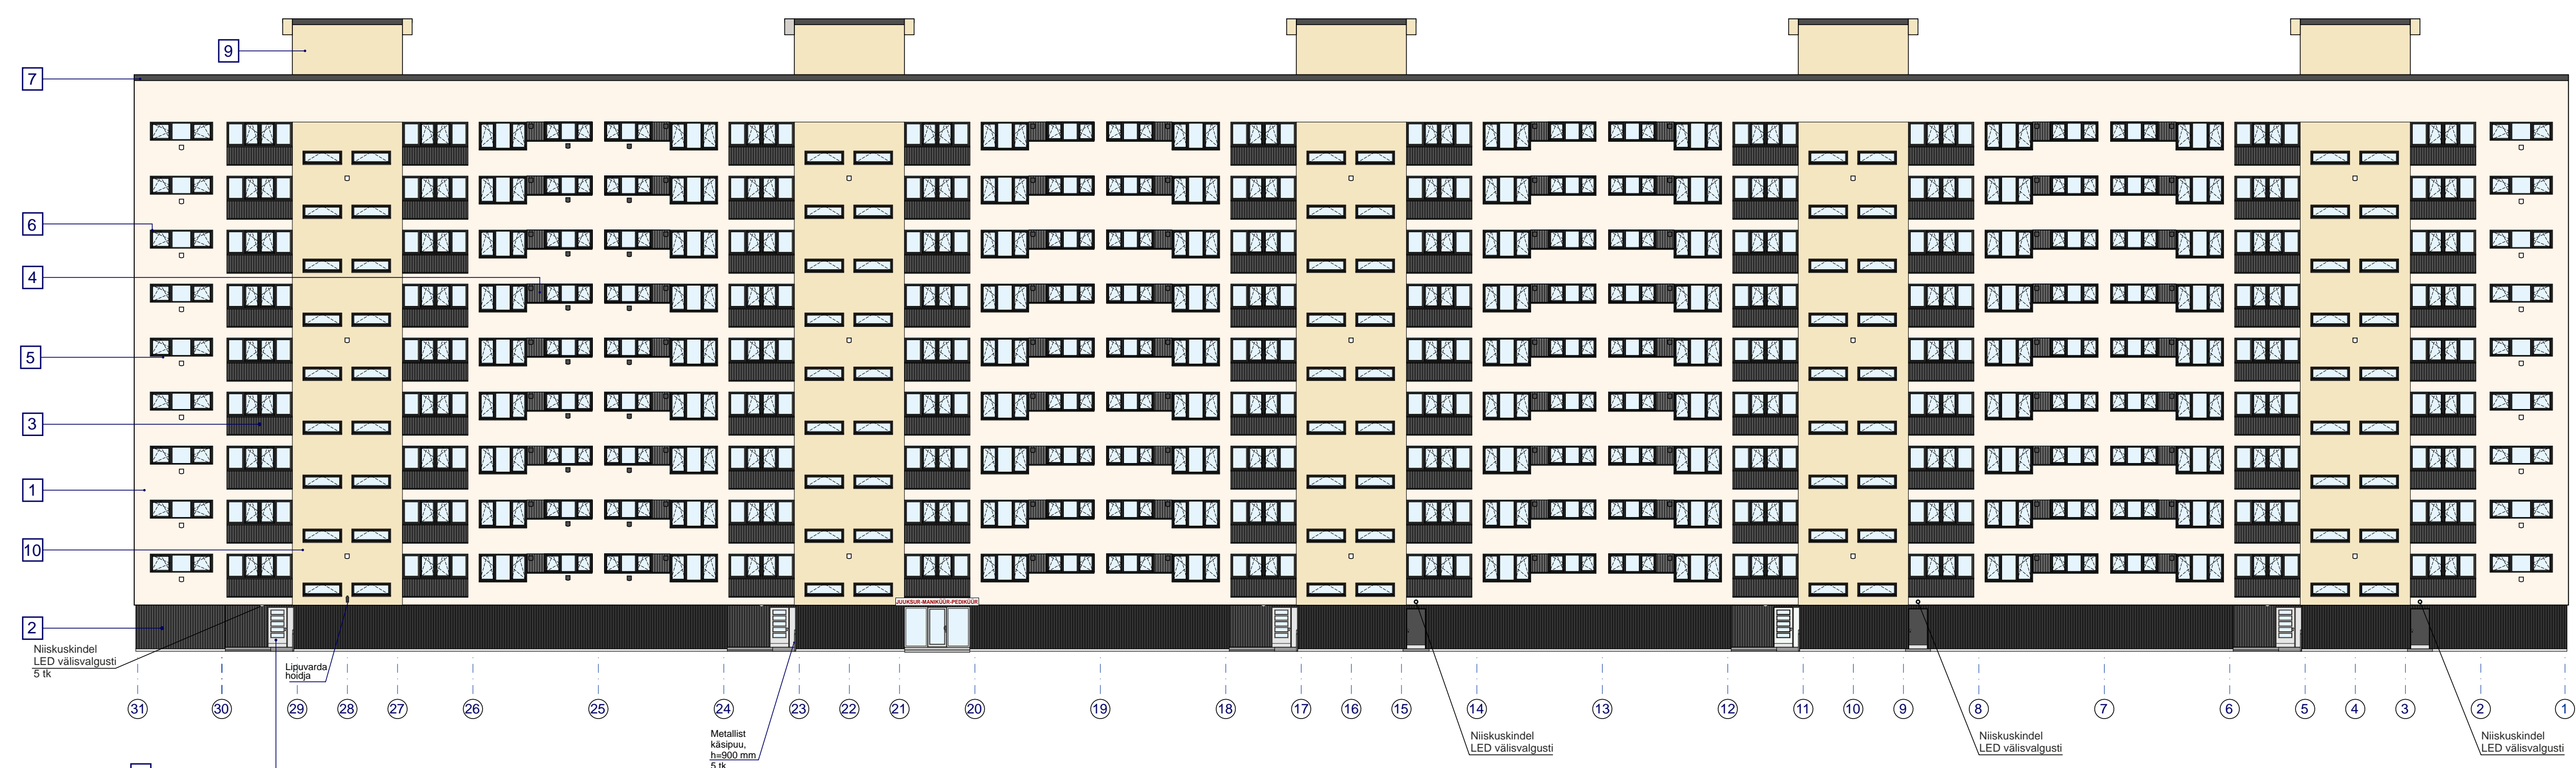 9
7
6
4
5
3
1
10
2
JUUKSUR-MANIKÜÜR-PEDIKÜÜR
Niiskuskindel
LED välisvalgusti
5 tk
Lipuvarda
hoidja
31 30 29 28 27 26 25 24 23 22 21 20 19 18 17 16 15 14 13 12 11 10 9 8 7 6 5 4 3 2 1
Metallist
käsipuu,
h=900 mm
5 tk
Niiskuskindel
LED välisvalgusti
Niiskuskindel
LED välisvalgusti
Niiskuskindel
LED välisvalgusti